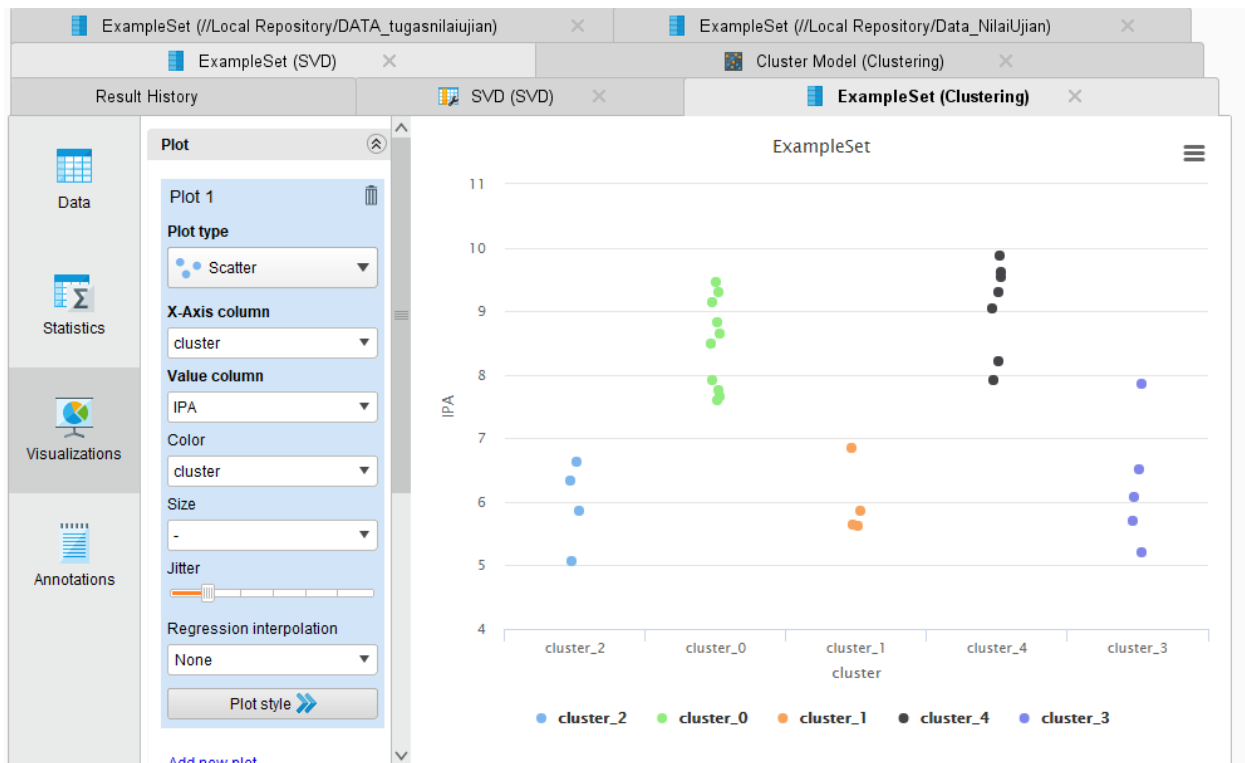 ExampleSet (//Local Repository/DATA_tugasnilaiujian)
ExampleSet (//Local Repository/Data_NilaiUjian)
ExampleSet (SVD)
Cluster Model (Clustering)
Result History
SVD (SVD)
ExampleSet (Clustering)
Data
Statistics
Visualizations
Annotations
Plot
Plot 1
Plot type
Scatter
X-Axis column
cluster
Value column
IPA
Color
cluster
Size
-
Jitter
Regression interpolation
None
Plot style
Add new plot
ExampleSet
11
10
9
8
7
6
5
4
IPA
cluster_2 cluster_0 cluster_1 cluster_4 cluster_3
cluster
cluster_2 cluster_0 cluster_1 cluster_4 cluster_3